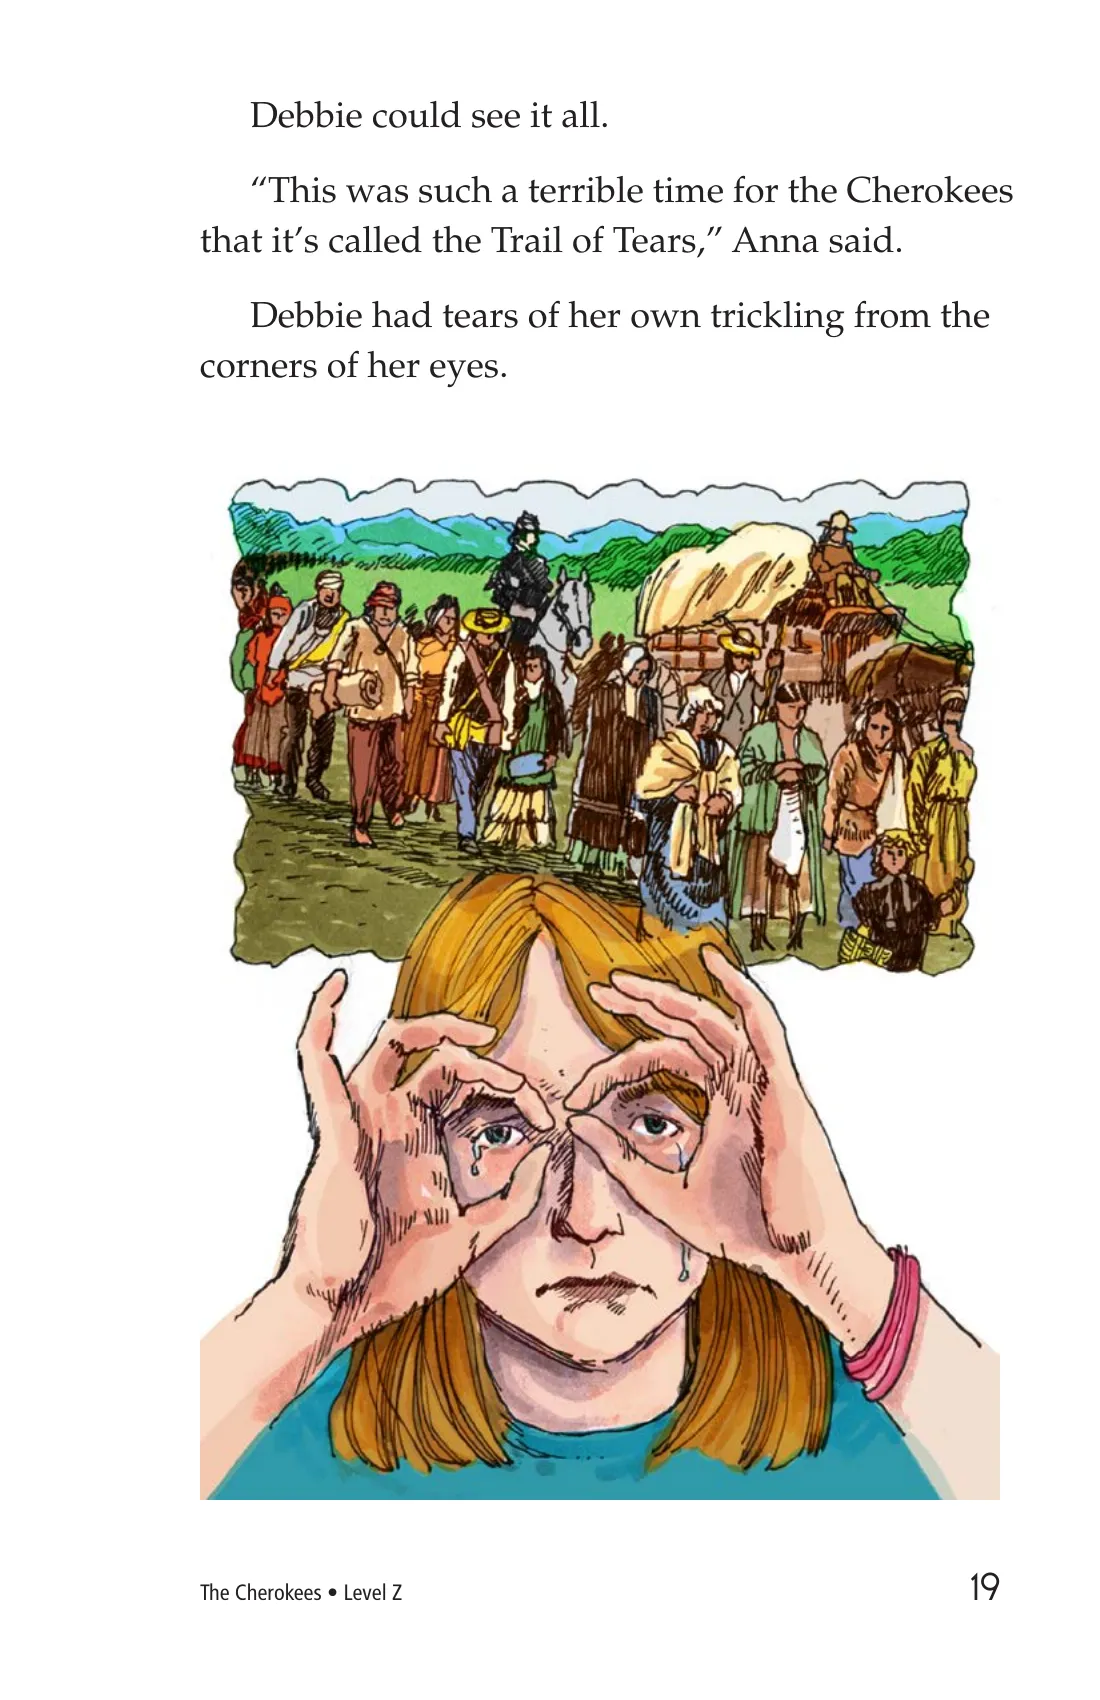 Debbie could see it all.
“This was such a terrible time for the Cherokees
that it’s called the Trail of Tears,” Anna said.
Debbie had tears of her own trickling from the
corners of her eyes.
The Cherokees • Level Z
19